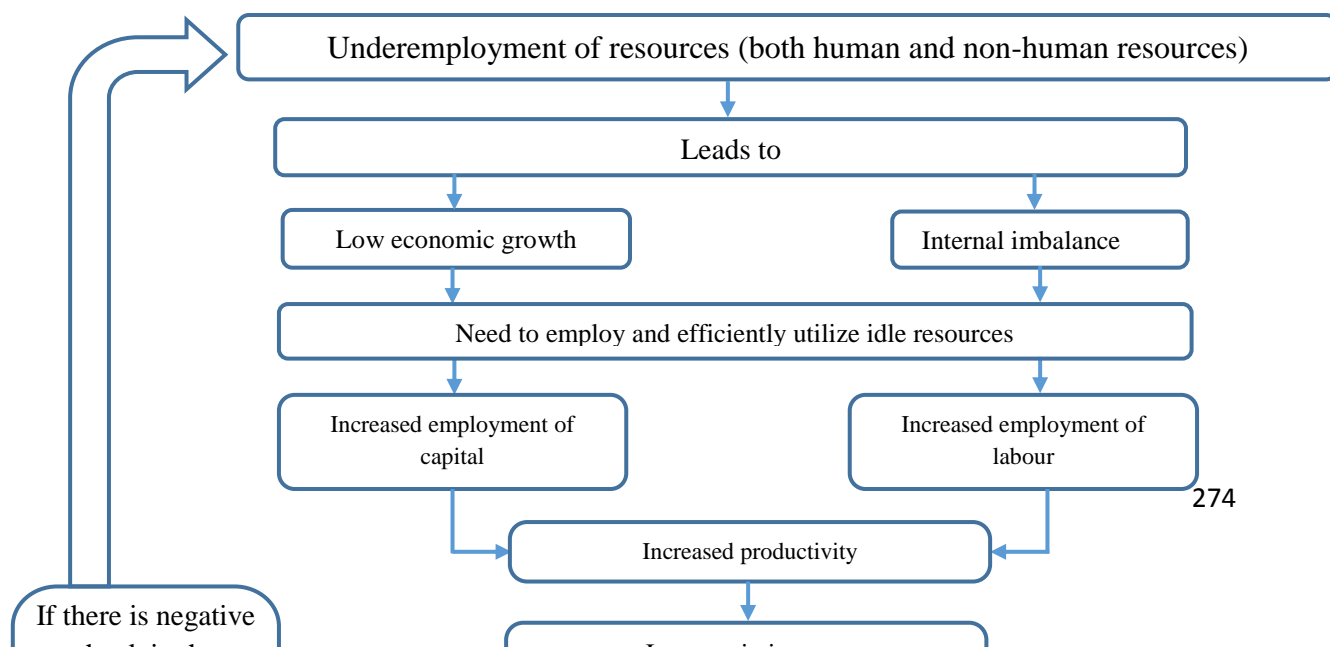 Underemployment of resources (both human and non-human resources)
Leads to
Low economic growth
Internal imbalance
Need to employ and efficiently utilize idle resources
Increased employment of
capital
Increased employment of
labour
274
Increased productivity
If there is negative